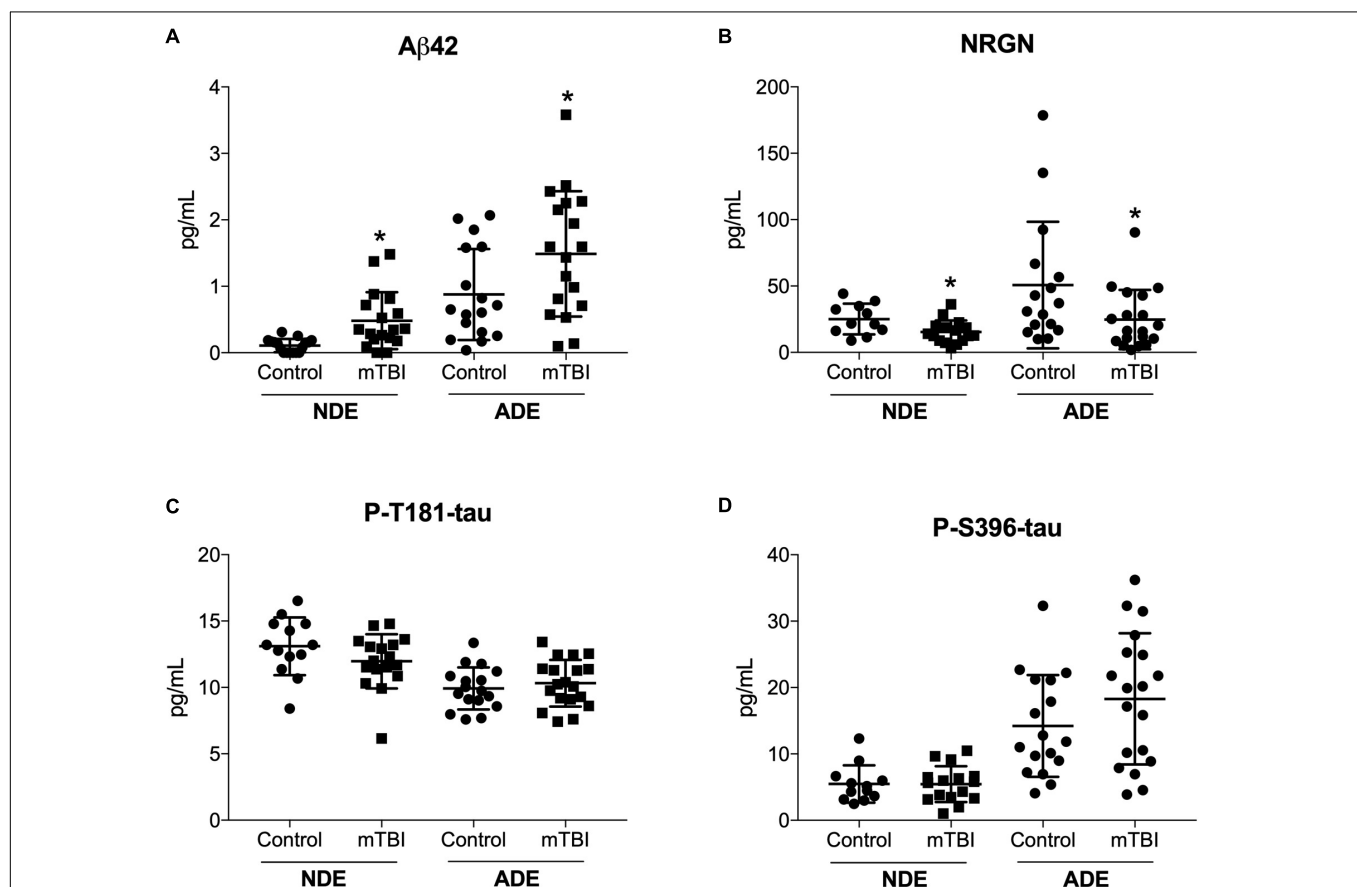 A
Aβ42
pg/mL
4
3
2
1
0
*
*
Control mTBI Control mTBI
NDE ADE
B
NRGN
pg/mL
200
150
100
50
0
*
*
Control mTBI Control mTBI
NDE ADE
C
P-T181-tau
pg/mL
20
15
10
5
0
Control mTBI Control mTBI
NDE ADE
D
P-S396-tau
pg/mL
40
30
20
10
0
Control mTBI Control mTBI
NDE ADE